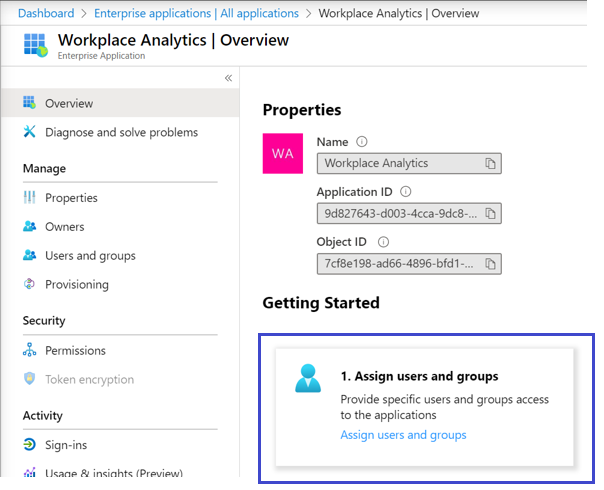 Dashboard > Enterprise applications | All applications > Workplace Analytics | Overview
Workplace Analytics | Overview
Enterprise Application
«
Overview
Diagnose and solve problems
Manage
Properties
Owners
Users and groups
Provisioning
Security
Permissions
Token encryption
Activity
Sign-ins
Usage & insights (Preview)
Properties
WA
Name
Workplace Analytics
Application ID
9d827643-d003-4cca-9dc8-...
Object ID
7cf8e198-ad66-4896-bfd1-...
Getting Started
1. Assign users and groups
Provide specific users and groups access
to the applications
Assign users and groups